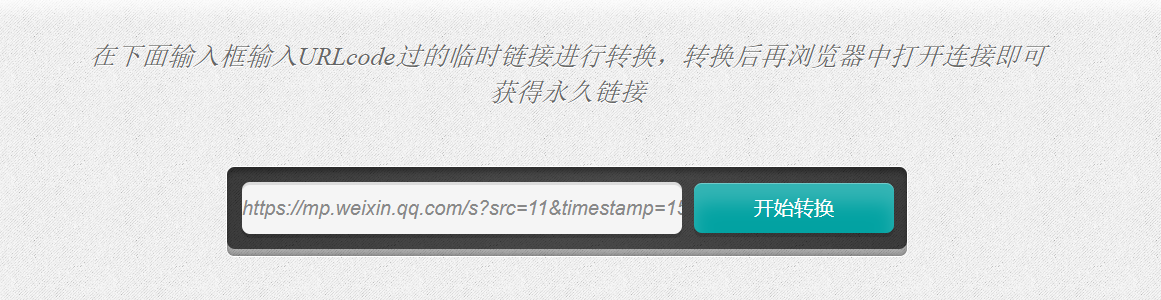 在下面输入框输入URLcode过的临时链接进行转换，转换后再浏览器中打开连接即可
获得永久链接
https://mp.weixin.qq.com/s?src=11&timestamp=15
开始转换